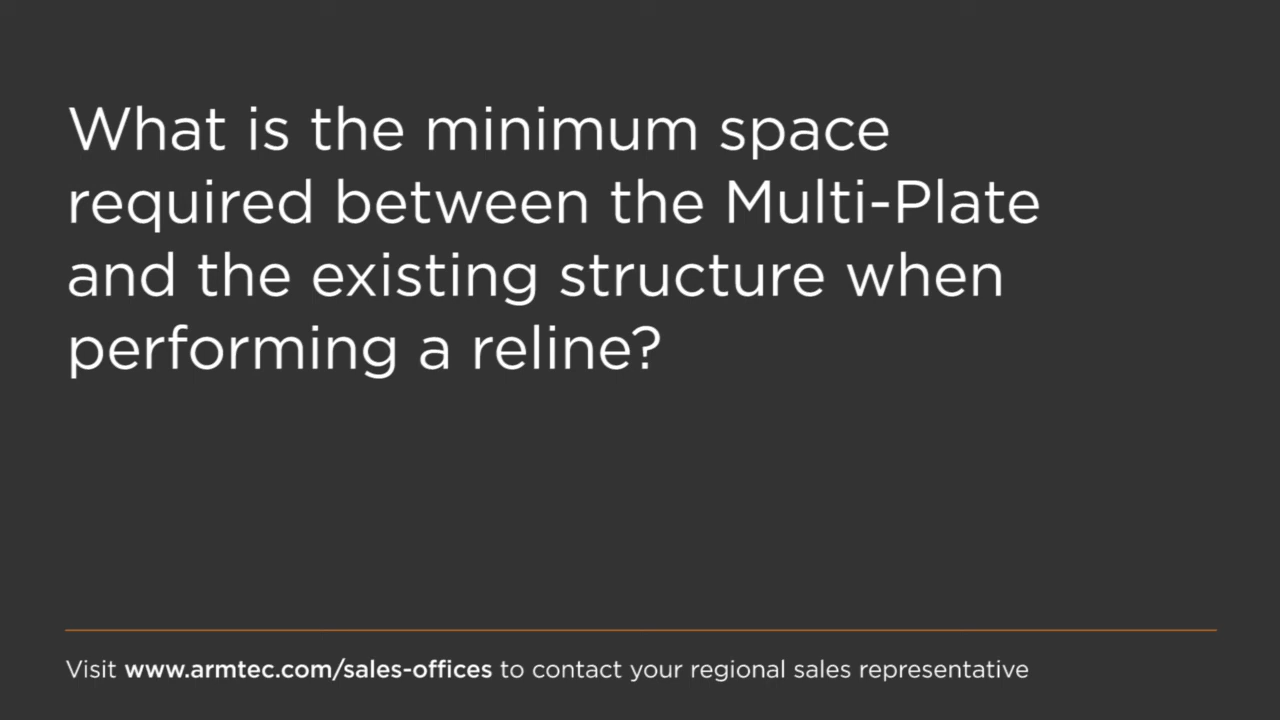 What is the minimum space
required between the Multi-Plate
and the existing structure when
performing a reline?
Visit www.armtec.com/sales-offices to contact your regional sales representative